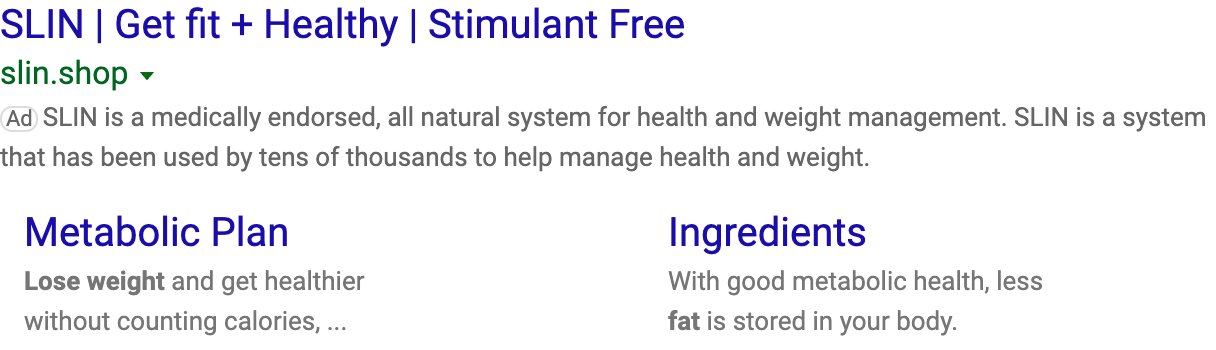 SLIN | Get fit + Healthy | Stimulant Free
slin.shop
Ad SLIN is a medically endorsed, all natural system for health and weight management. SLIN is a system
that has been used by tens of thousands to help manage health and weight.
Metabolic Plan
Lose weight and get healthier
without counting calories, ...
Ingredients
With good metabolic health, less
fat is stored in your body.